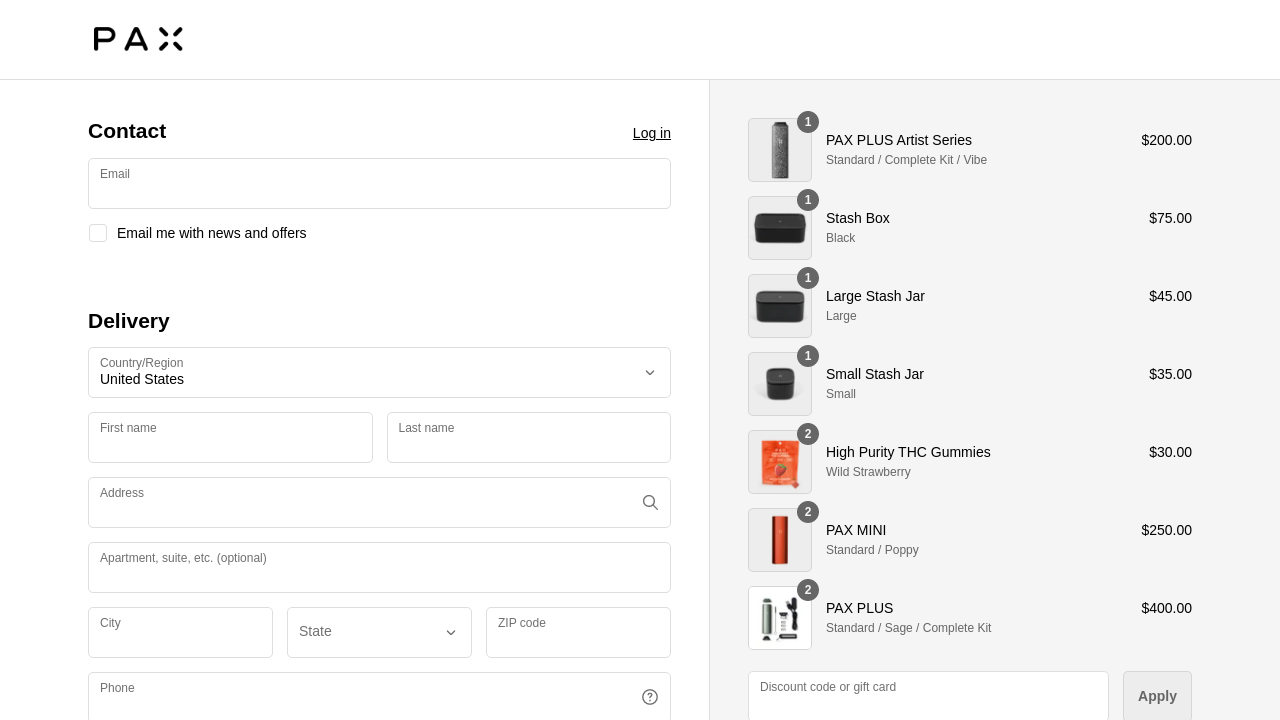 PAX
Contact
Log in
Email
Email me with news and offers
Delivery
Country/Region
United States
First name
Last name
Address
Apartment, suite, etc. (optional)
City
State
ZIP code
Phone
1
PAX PLUS Artist Series
$200.00
Standard / Complete Kit / Vibe
1
Stash Box
$75.00
Black
1
Large Stash Jar
$45.00
Large
1
Small Stash Jar
$35.00
Small
2
High Purity THC Gummies
$30.00
Wild Strawberry
2
PAX MINI
$250.00
Standard / Poppy
2
PAX PLUS
$400.00
Standard / Sage / Complete Kit
Discount code or gift card
Apply